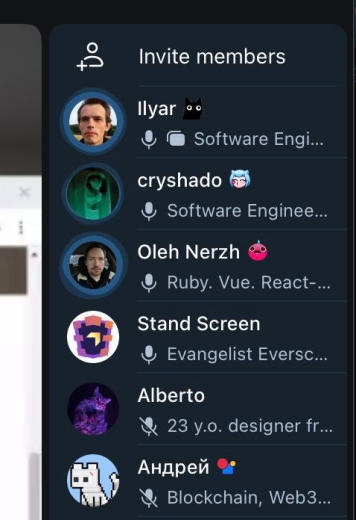 Invite members
Ilyar
Software Engi...
cryshado
Software Enginee...
Oleh Nerzh
Ruby. Vue. React-...
Stand Screen
Evangelist Eversc...
Alberto
23 y.o. designer fr...
Андрей
Blockchain, Web3...